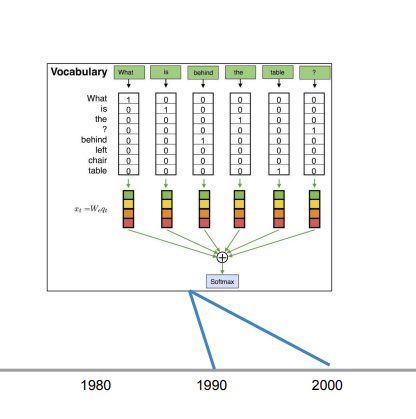 Vocabulary What is behind the table ?
What 1 0 0 0 0 0
is 0 1 0 0 0 0
the 0 0 0 1 0 0
? 0 0 0 0 0 1
behind 0 0 1 0 0 0
left 0 0 0 0 0 0
chair 0 0 0 0 0 0
table 0 0 0 0 1 0
xₜ =Wₑqₜ
⊕
Softmax
1980 1990 2000